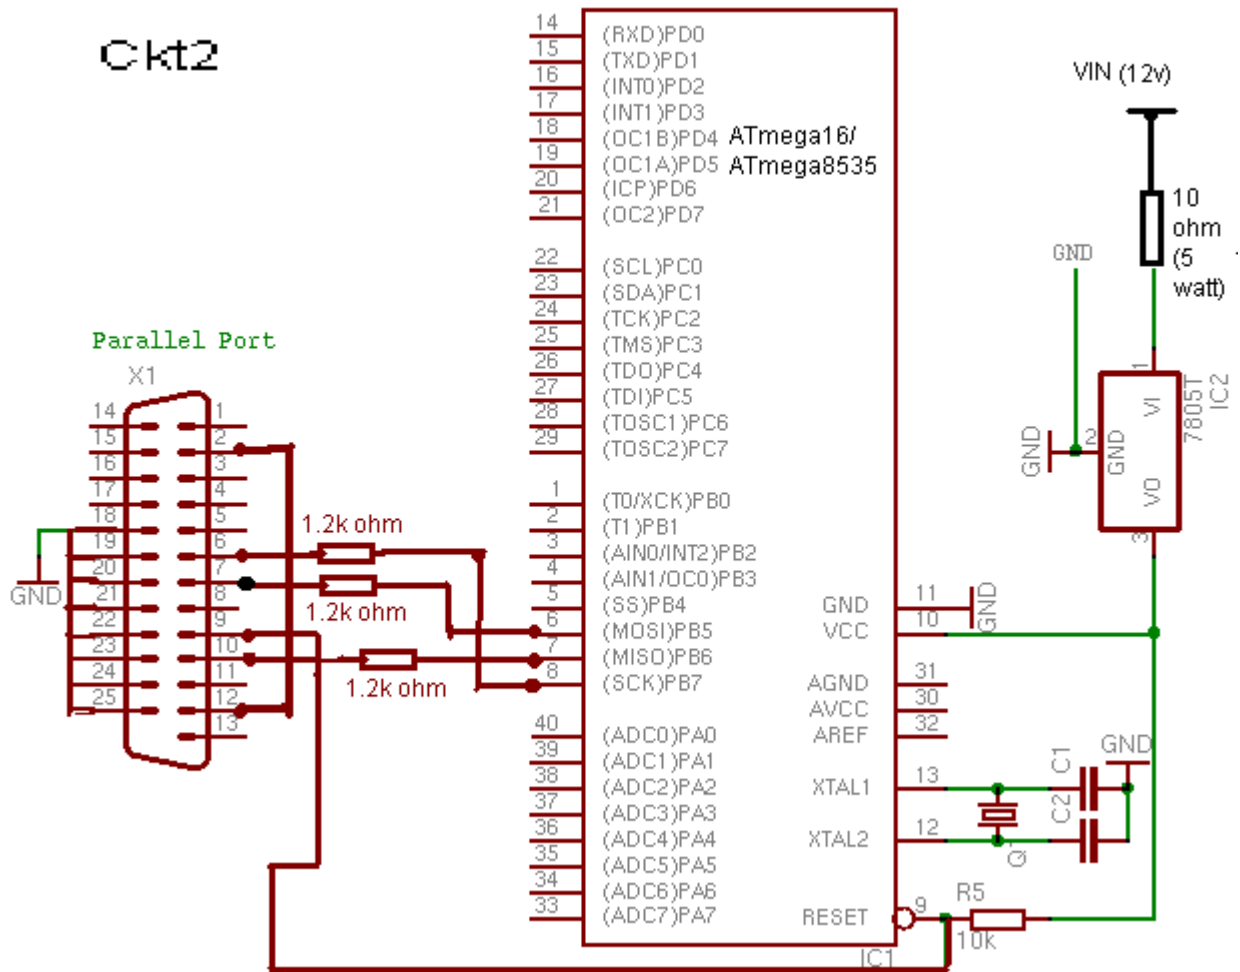 Ckt2
14 (RXD)PD0
15 (TXD)PD1
16 (INT0)PD2
17 (INT1)PD3
18 (OC1B)PD4
19 (OC1A)PD5
20 (ICP)PD6
21 (OC2)PD7
22 (SCL)PC0
23 (SDA)PC1
24 (TCK)PC2
25 (TMS)PC3
26 (TDO)PC4
27 (TDI)PC5
28 (TOSC1)PC6
29 (TOSC2)PC7
1 (T0/XCK)PB0
2 (T1)PB1
3 (AIN0/INT2)PB2
4 (AIN1/OC0)PB3
5 (SS)PB4
6 (MOSI)PB5
7 (MISO)PB6
8 (SCK)PB7
40 (ADC0)PA0
39 (ADC1)PA1
38 (ADC2)PA2
37 (ADC3)PA3
36 (ADC4)PA4
35 (ADC5)PA5
34 (ADC6)PA6
33 (ADC7)PA7
ATmega16/
ATmega8535
GND 11
VCC 10
AGND 31
AVCC 30
AREF 32
XTAL1 13
XTAL2 12
RESET 9
IC1
Parallel Port
X1
14
15
16
17
18
19
20
21
22
23
24
25
1
2
3
4
5
6
7
8
9
10
11
12
13
GND
1.2k ohm
1.2k ohm
1.2k ohm
VIN (12v)
10
ohm
(5
watt)
GND
GND
1
VI
2
GND
VO
3
7805T
IC2
GND
GND
C1
C2
Q1
R5
10k